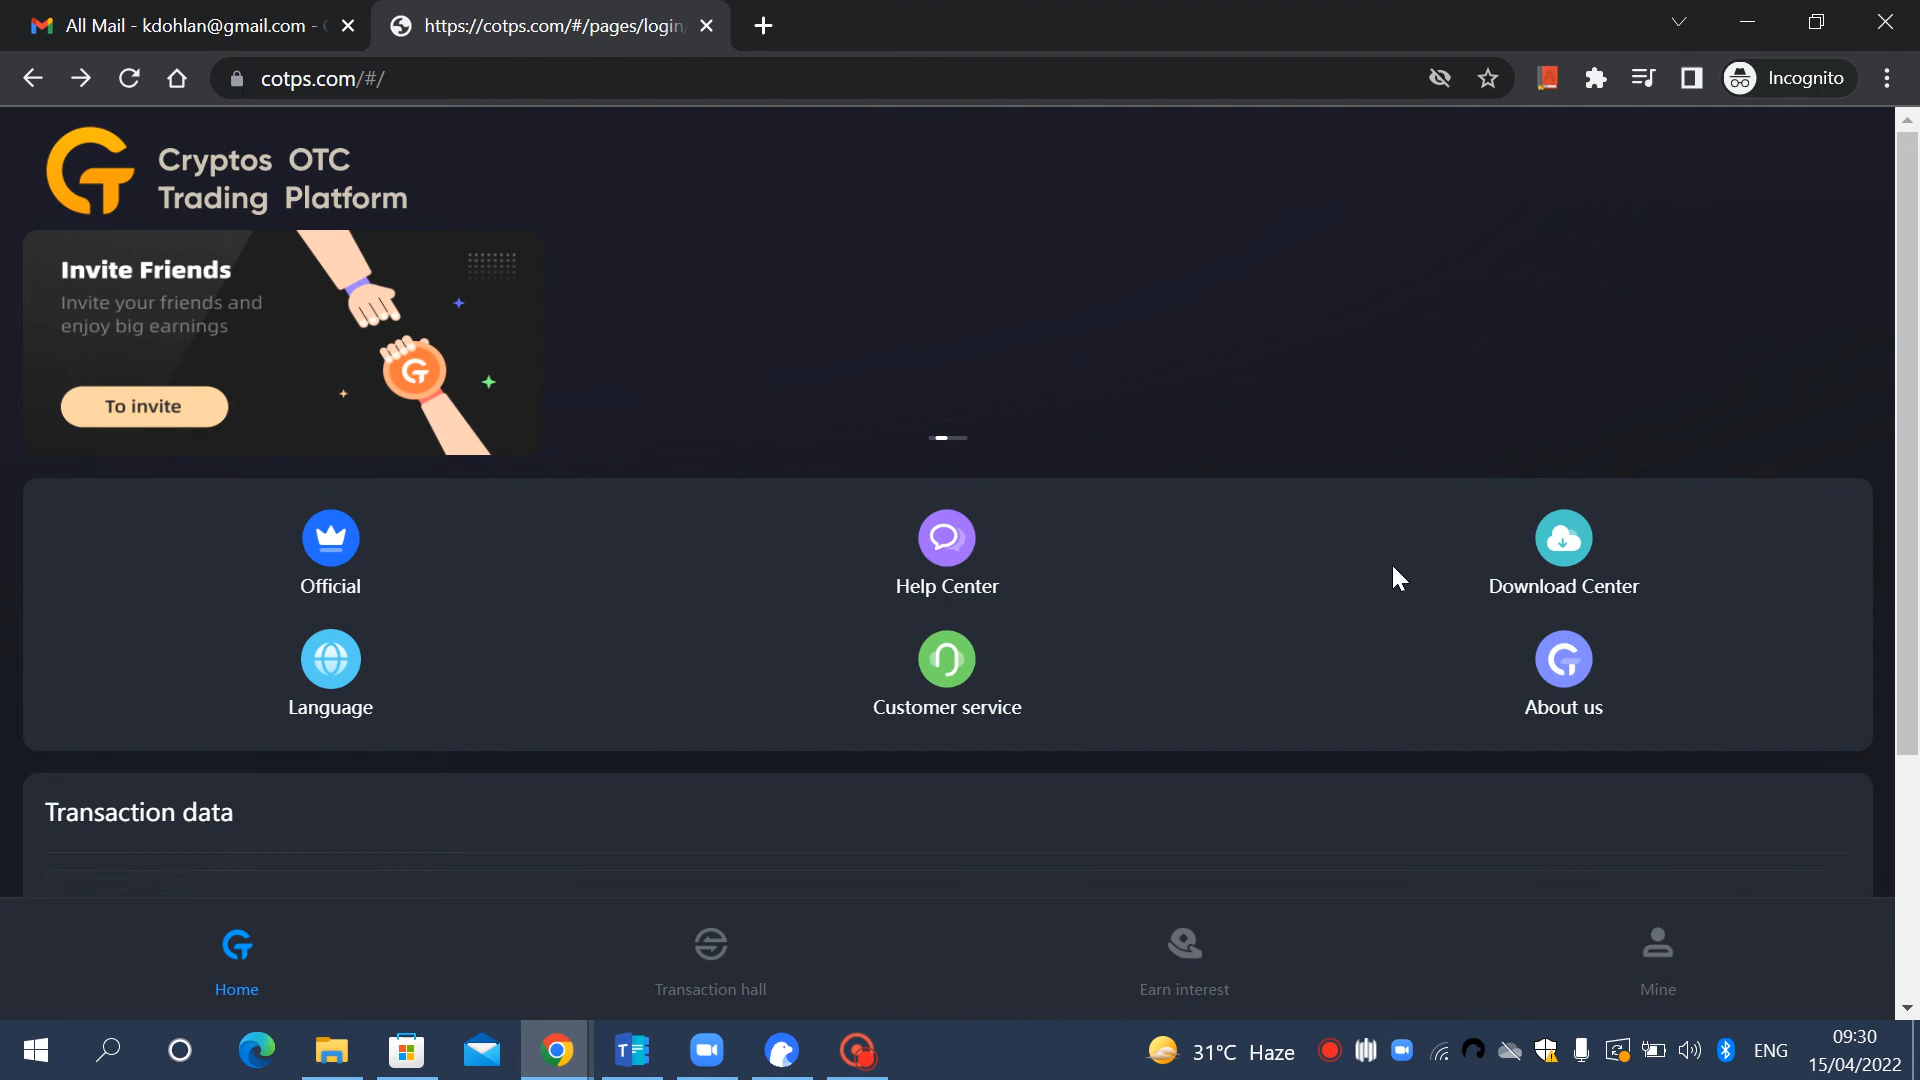 All Mail - kdohlan@gmail.com -
https://cotps.com/#/pages/login
cotps.com/#/
Incognito
Cryptos OTC
Trading Platform
Invite Friends
Invite your friends and
enjoy big earnings
To invite
Official
Help Center
Download Center
Language
Customer service
About us
Transaction data
Home
Transaction hall
Earn interest
Mine
31°C Haze
ENG
09:30
15/04/2022